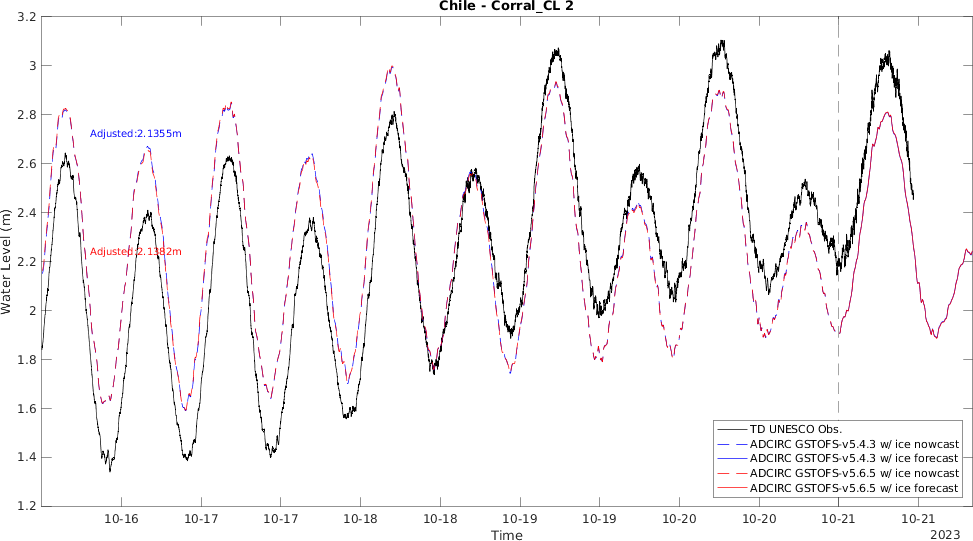 Chile - Corral_CL 2
3.2
3
2.8
2.6
2.4
2.2
2
1.8
1.6
1.4
1.2
Water Level (m)
Adjusted:2.1355m
Adjusted:2.1382m
TD UNESCO Obs.
ADCIRC GSTOFS-v5.4.3 w/ ice nowcast
ADCIRC GSTOFS-v5.4.3 w/ ice forecast
ADCIRC GSTOFS-v5.6.5 w/ ice nowcast
ADCIRC GSTOFS-v5.6.5 w/ ice forecast
10-16 10-17 10-17 10-18 10-18 10-19 10-19 10-20 10-20 10-21 10-21
Time
2023